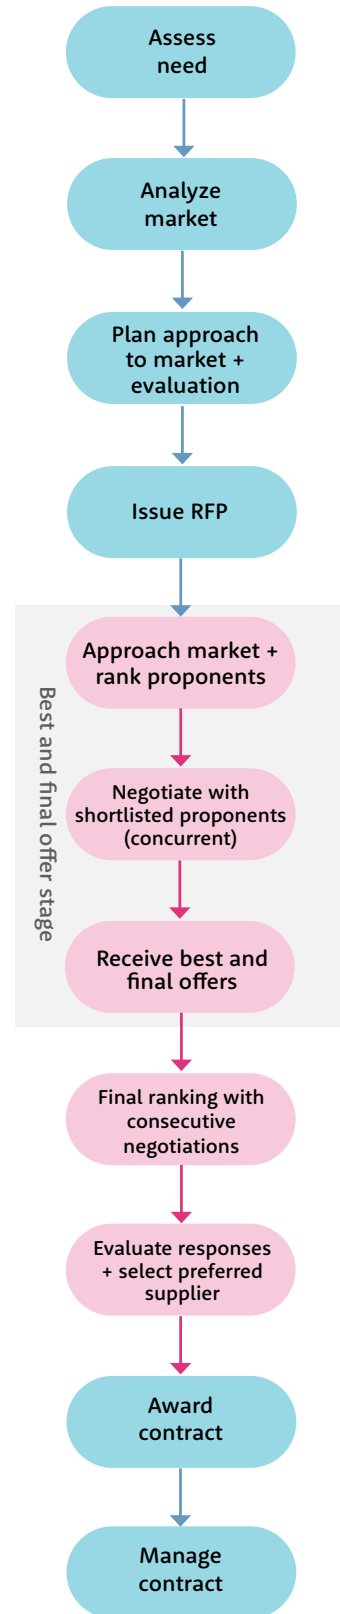 Assess
need
Analyze
market
Plan approach
to market +
evaluation
Issue RFP
Best and final offer stage
Approach market +
rank proponents
Negotiate with
shortlisted proponents
(concurrent)
Receive best and
final offers
Final ranking with
consecutive
negotiations
Evaluate responses
+ select preferred
supplier
Award
contract
Manage
contract